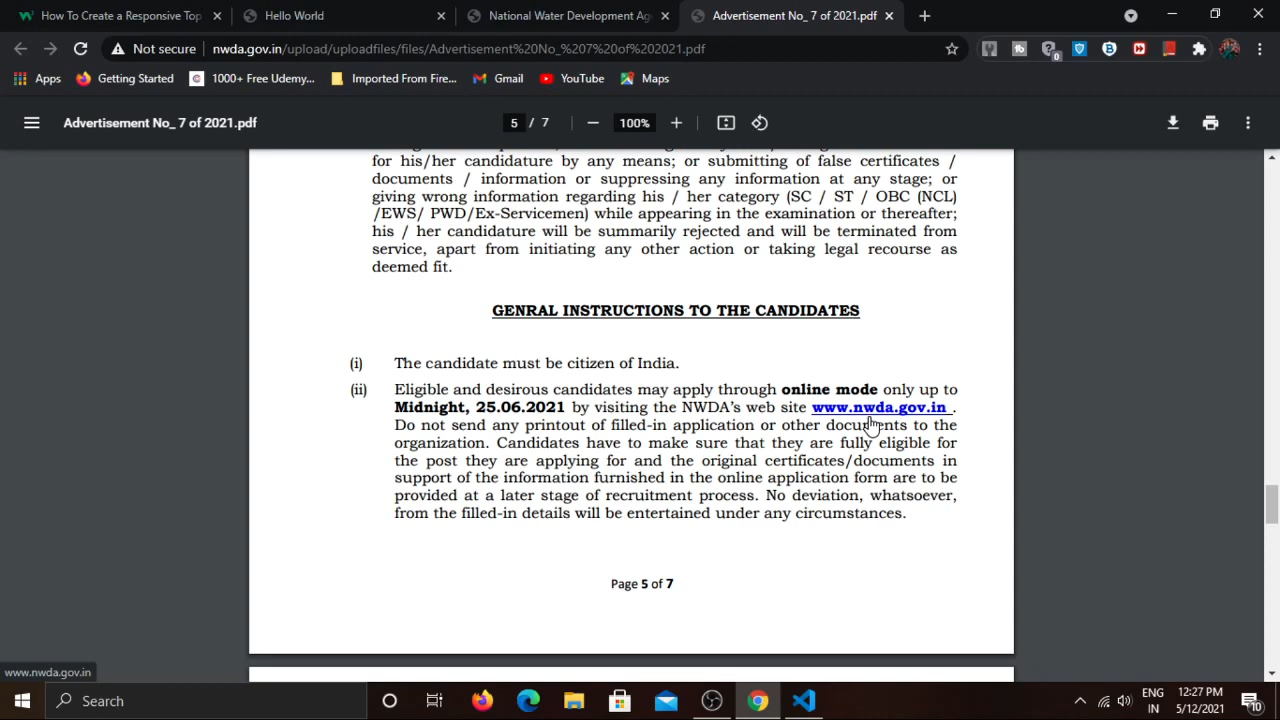 How To Create a Responsive Top
Hello World
National Water Development Age
Advertisement No_ 7 of 2021.pdf
Not secure nwda.gov.in/upload/uploadfiles/files/Advertisement%20No_%207%20of%202021.pdf
Apps Getting Started 1000+ Free Udemy... Imported From Fire... Gmail YouTube Maps
Advertisement No_ 7 of 2021.pdf 5 / 7 100%
for his/her candidature by any means; or submitting of false certificates /
documents / information or suppressing any information at any stage; or
giving wrong information regarding his / her category (SC / ST / OBC (NCL)
/EWS/ PWD/Ex-Servicemen) while appearing in the examination or thereafter;
his / her candidature will be summarily rejected and will be terminated from
service, apart from initiating any other action or taking legal recourse as
deemed fit.
GENRAL INSTRUCTIONS TO THE CANDIDATES
(i) The candidate must be citizen of India.
(ii) Eligible and desirous candidates may apply through online mode only up to
Midnight, 25.06.2021 by visiting the NWDA's web site www.nwda.gov.in .
Do not send any printout of filled-in application or other documents to the
organization. Candidates have to make sure that they are fully eligible for
the post they are applying for and the original certificates/documents in
support of the information furnished in the online application form are to be
provided at a later stage of recruitment process. No deviation, whatsoever,
from the filled-in details will be entertained under any circumstances.
Page 5 of 7
www.nwda.gov.in
Search
ENG
IN
12:27 PM
5/12/2021
10